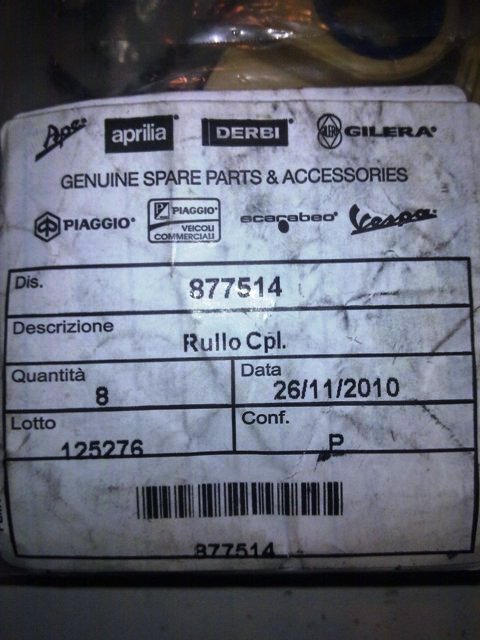 Ape aprilia DERBI GILERA
GENUINE SPARE PARTS & ACCESSORIES
PIAGGIO PIAGGIO VEICOLI COMMERCIALI scarabeo Vespa
Dis. 877514
Descrizione
Rullo Cpl.
Quantità 8 Data 26/11/2010
Lotto 125276 Conf. P
877514